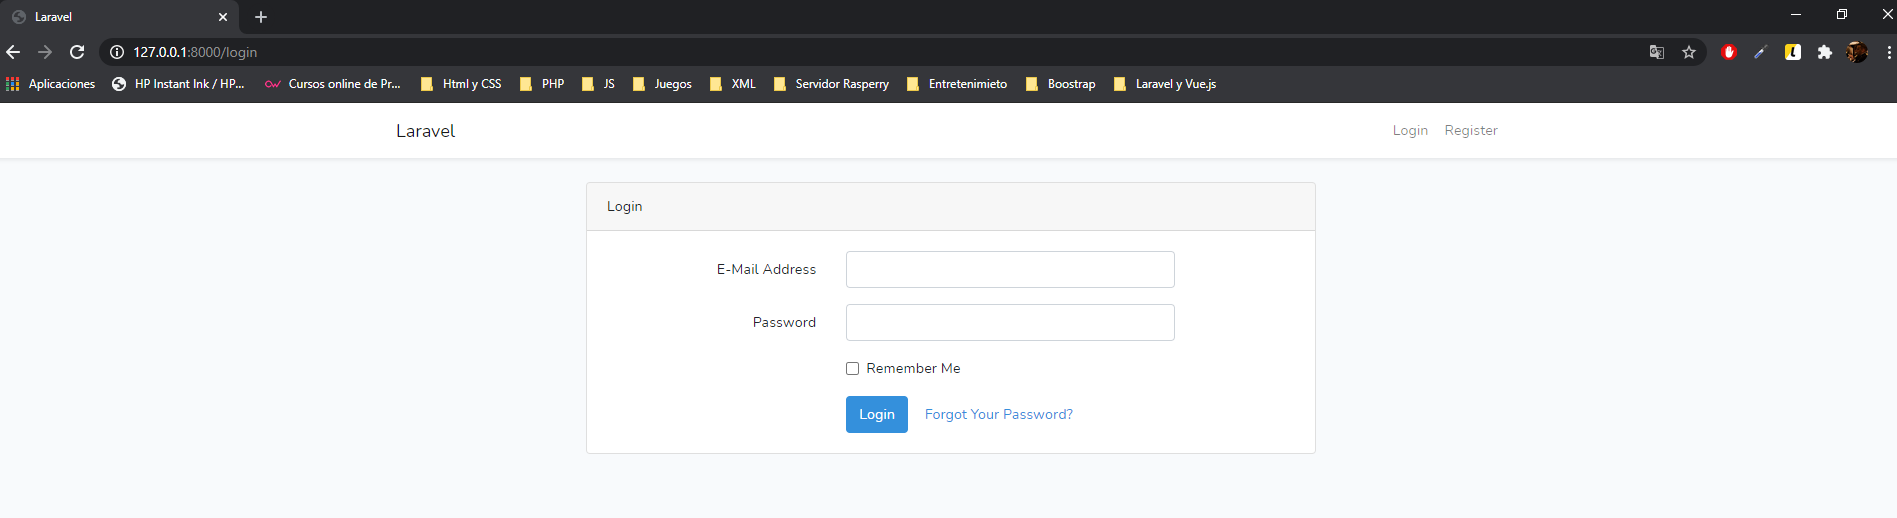 Laravel
127.0.0.1:8000/login
Aplicaciones HP Instant Ink / HP... Cursos online de Pr... Html y CSS PHP JS Juegos XML Servidor Rasperry Entretenimieto Boostrap Laravel y Vue.js
Laravel Login Register
Login
E-Mail Address
Password
Remember Me
Login Forgot Your Password?